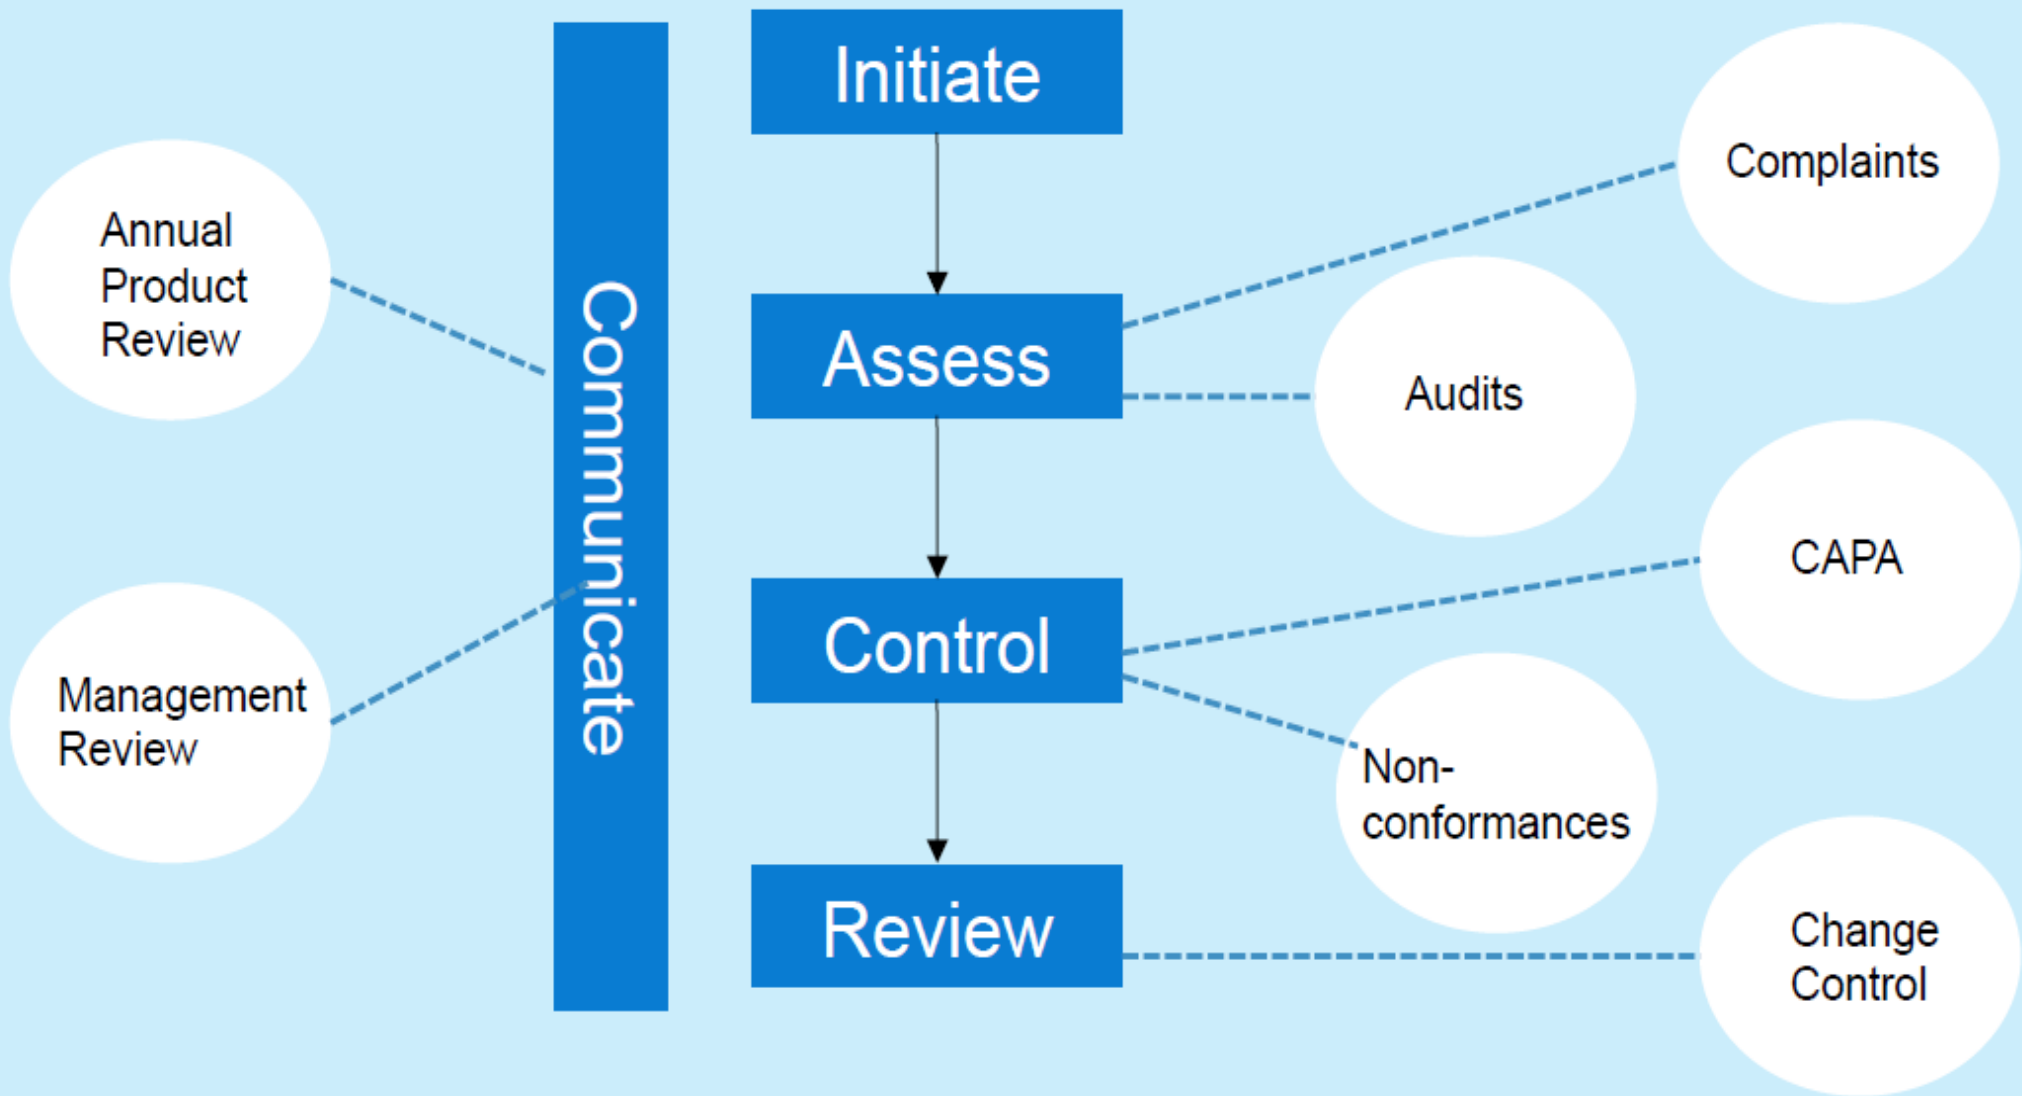 Initiate
Complaints
Annual
Product
Review
Communicate
Assess
Audits
CAPA
Control
Management
Review
Non-
conformances
Review
Change
Control